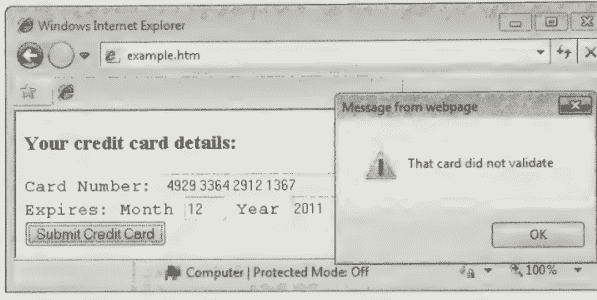 Windows Internet Explorer
example.htm
Message from webpage
Your credit card details:
That card did not validate
Card Number: 4929 3364 2912 1367
Expires: Month 12 Year 2011
Submit Credit Card
OK
Computer | Protected Mode: Off
100%